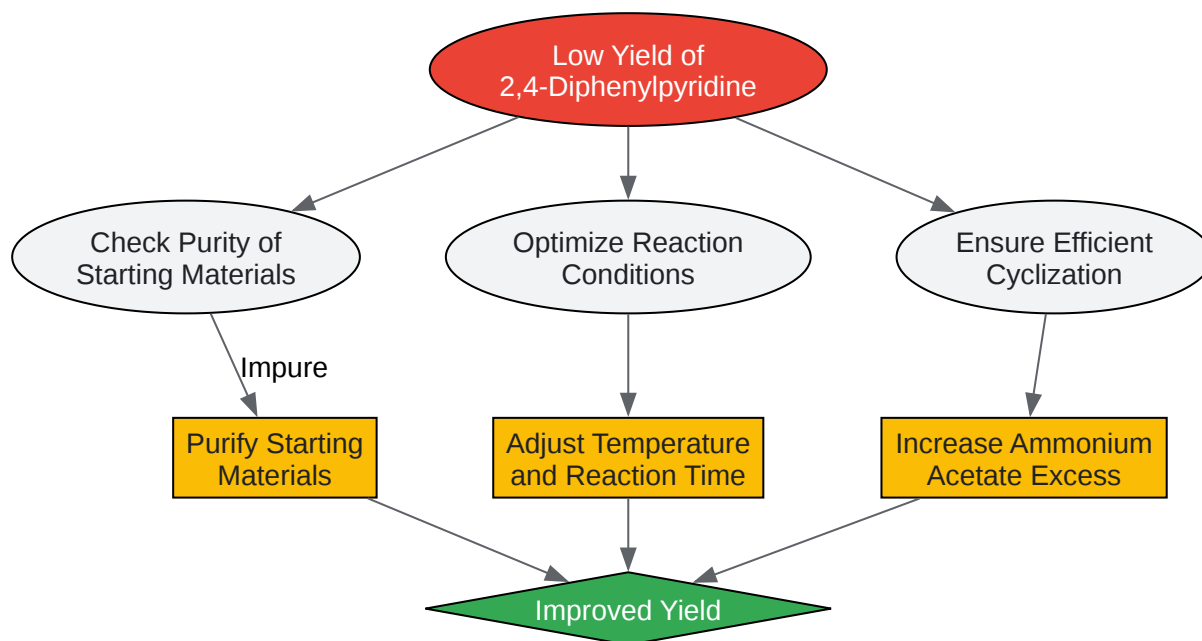 Low Yield of
2,4-Diphenylpyridine
Check Purity of
Starting Materials
Optimize Reaction
Conditions
Ensure Efficient
Cyclization
Impure
Purify Starting
Materials
Adjust Temperature
and Reaction Time
Increase Ammonium
Acetate Excess
Improved Yield